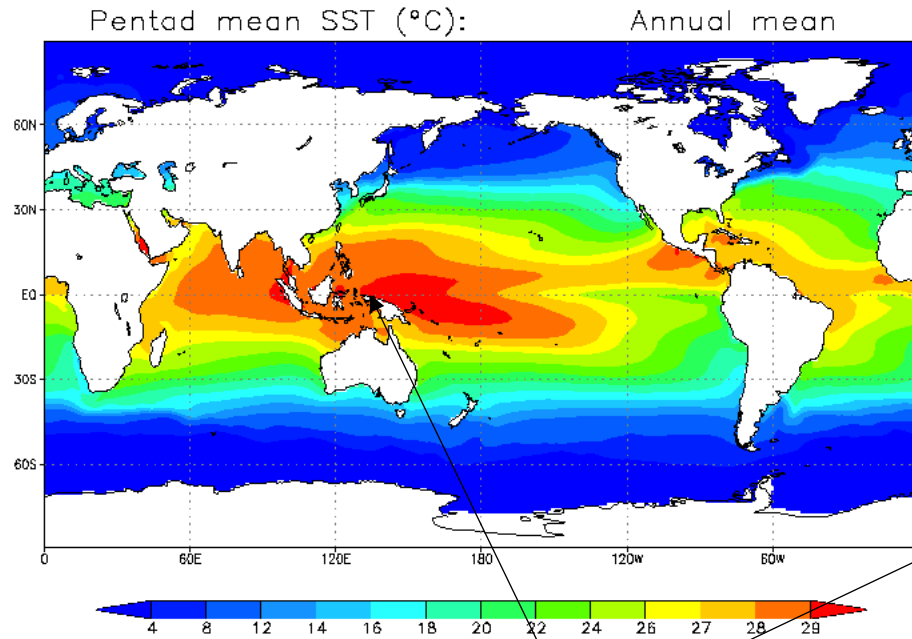 Pentad mean SST (°C): Annual mean
60N
30N
EQ
30S
60S
0 60E 120E 180 120W 60W
4 8 12 14 16 18 20 22 24 26 27 28 29